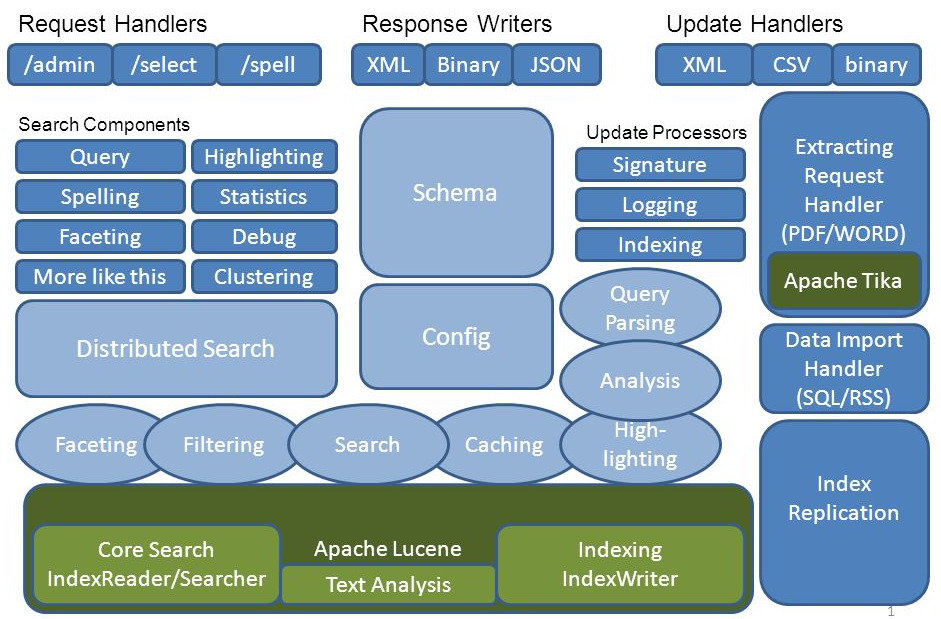 Request Handlers
/admin
/select
/spell
Response Writers
XML
Binary
JSON
Update Handlers
XML
CSV
binary
Search Components
Query
Highlighting
Spelling
Statistics
Faceting
Debug
More like this
Clustering
Distributed Search
Schema
Config
Update Processors
Signature
Logging
Indexing
Query
Parsing
Analysis
High-
lighting
Extracting
Request
Handler
(PDF/WORD)
Apache Tika
Data Import
Handler
(SQL/RSS)
Index
Replication
Faceting
Filtering
Search
Caching
Core Search
IndexReader/Searcher
Apache Lucene
Text Analysis
Indexing
IndexWriter
1